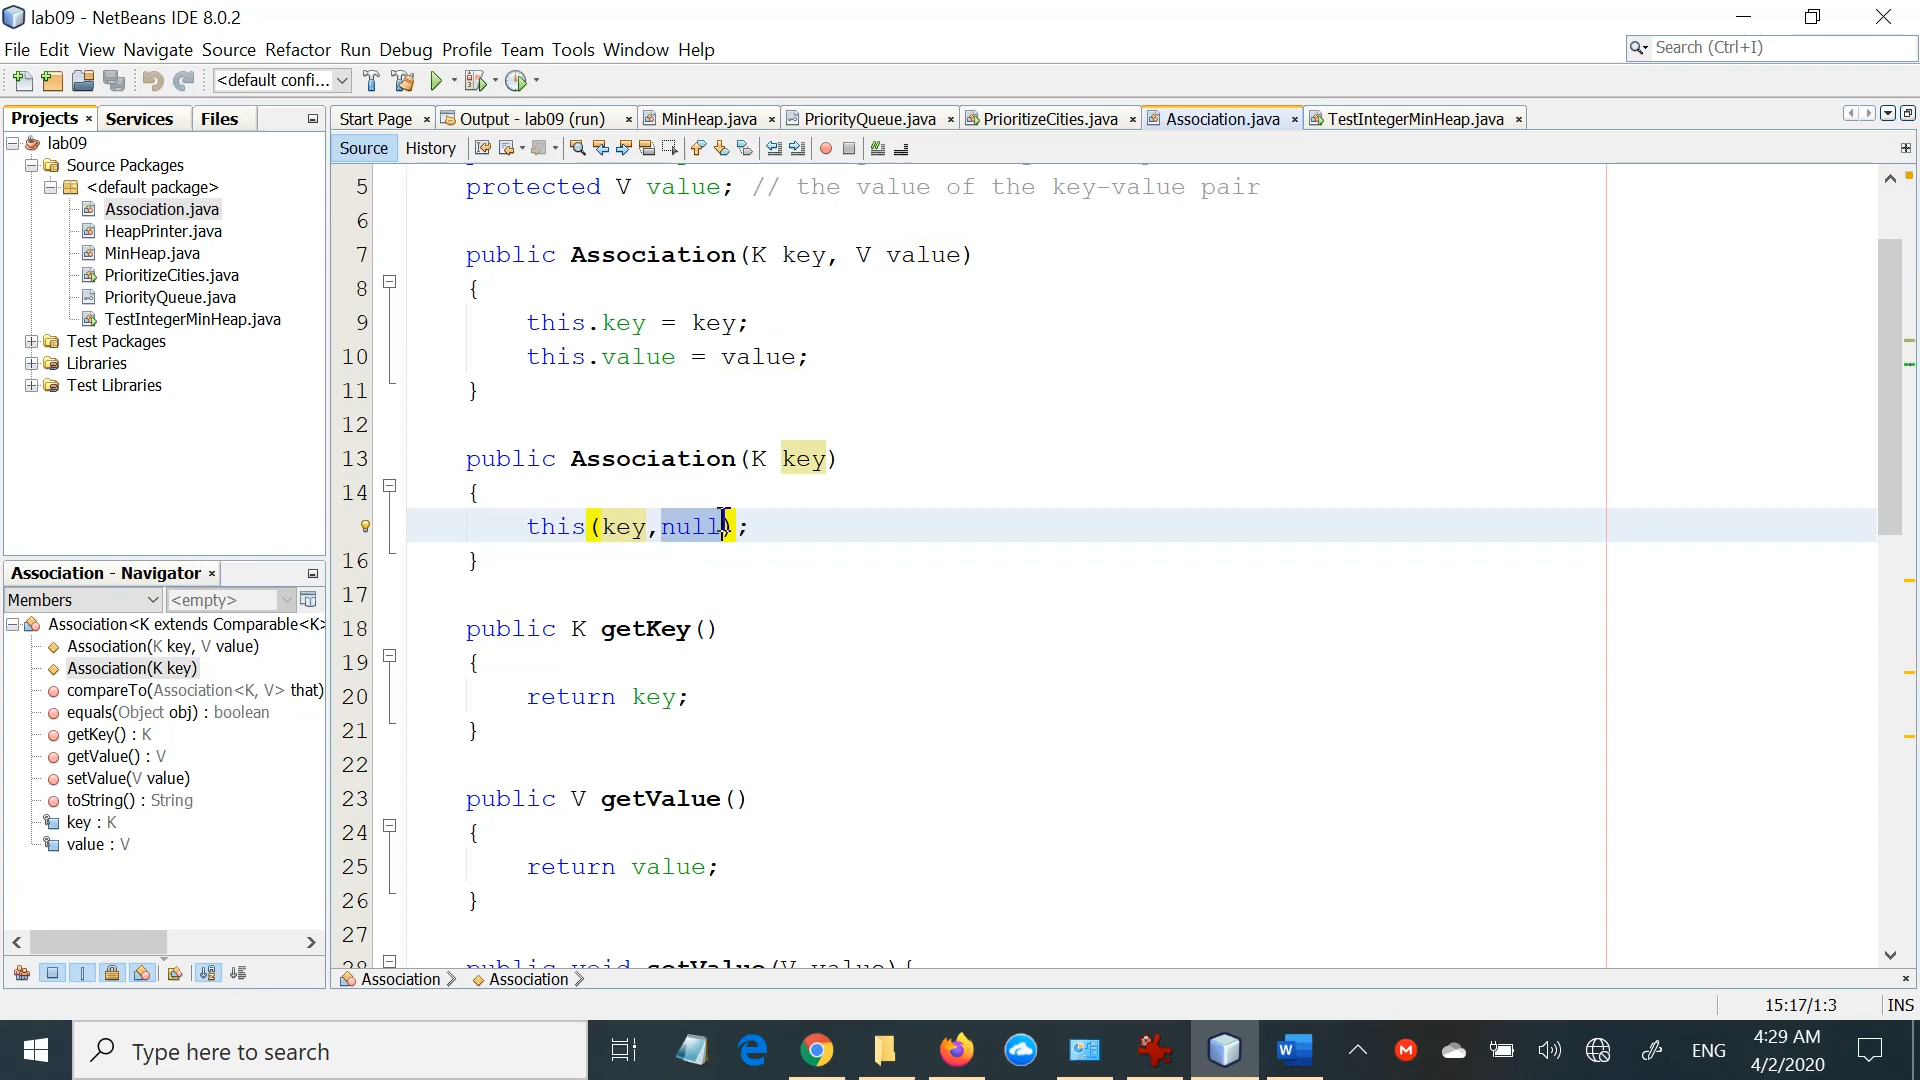 lab09 - NetBeans IDE 8.0.2
File Edit View Navigate Source Refactor Run Debug Profile Team Tools Window Help
Search (Ctrl+I)
<default confi...
Projects
Services
Files
Start Page
Output - lab09 (run)
MinHeap.java
PriorityQueue.java
PrioritizeCities.java
Association.java
TestIntegerMinHeap.java
Source
History
lab09
Source Packages
<default package>
Association.java
HeapPrinter.java
MinHeap.java
PrioritizeCities.java
PriorityQueue.java
TestIntegerMinHeap.java
Test Packages
Libraries
Test Libraries
5 protected V value; // the value of the key-value pair
6
7 public Association(K key, V value)
8 {
9 this.key = key;
10 this.value = value;
11 }
12
13 public Association(K key)
14 {
this(key,null);
16 }
17
18 public K getKey()
19 {
20 return key;
21 }
22
23 public V getValue()
24 {
25 return value;
26 }
27
28 public void setValue(V value){
Association - Navigator
Members
<empty>
Association<K extends Comparable<K>
Association(K key, V value)
Association(K key)
compareTo(Association<K, V> that)
equals(Object obj) : boolean
getKey() : K
getValue() : V
setValue(V value)
toString() : String
key : K
value : V
Association
Association
15:17/1:3
INS
Type here to search
ENG
4:29 AM
4/2/2020